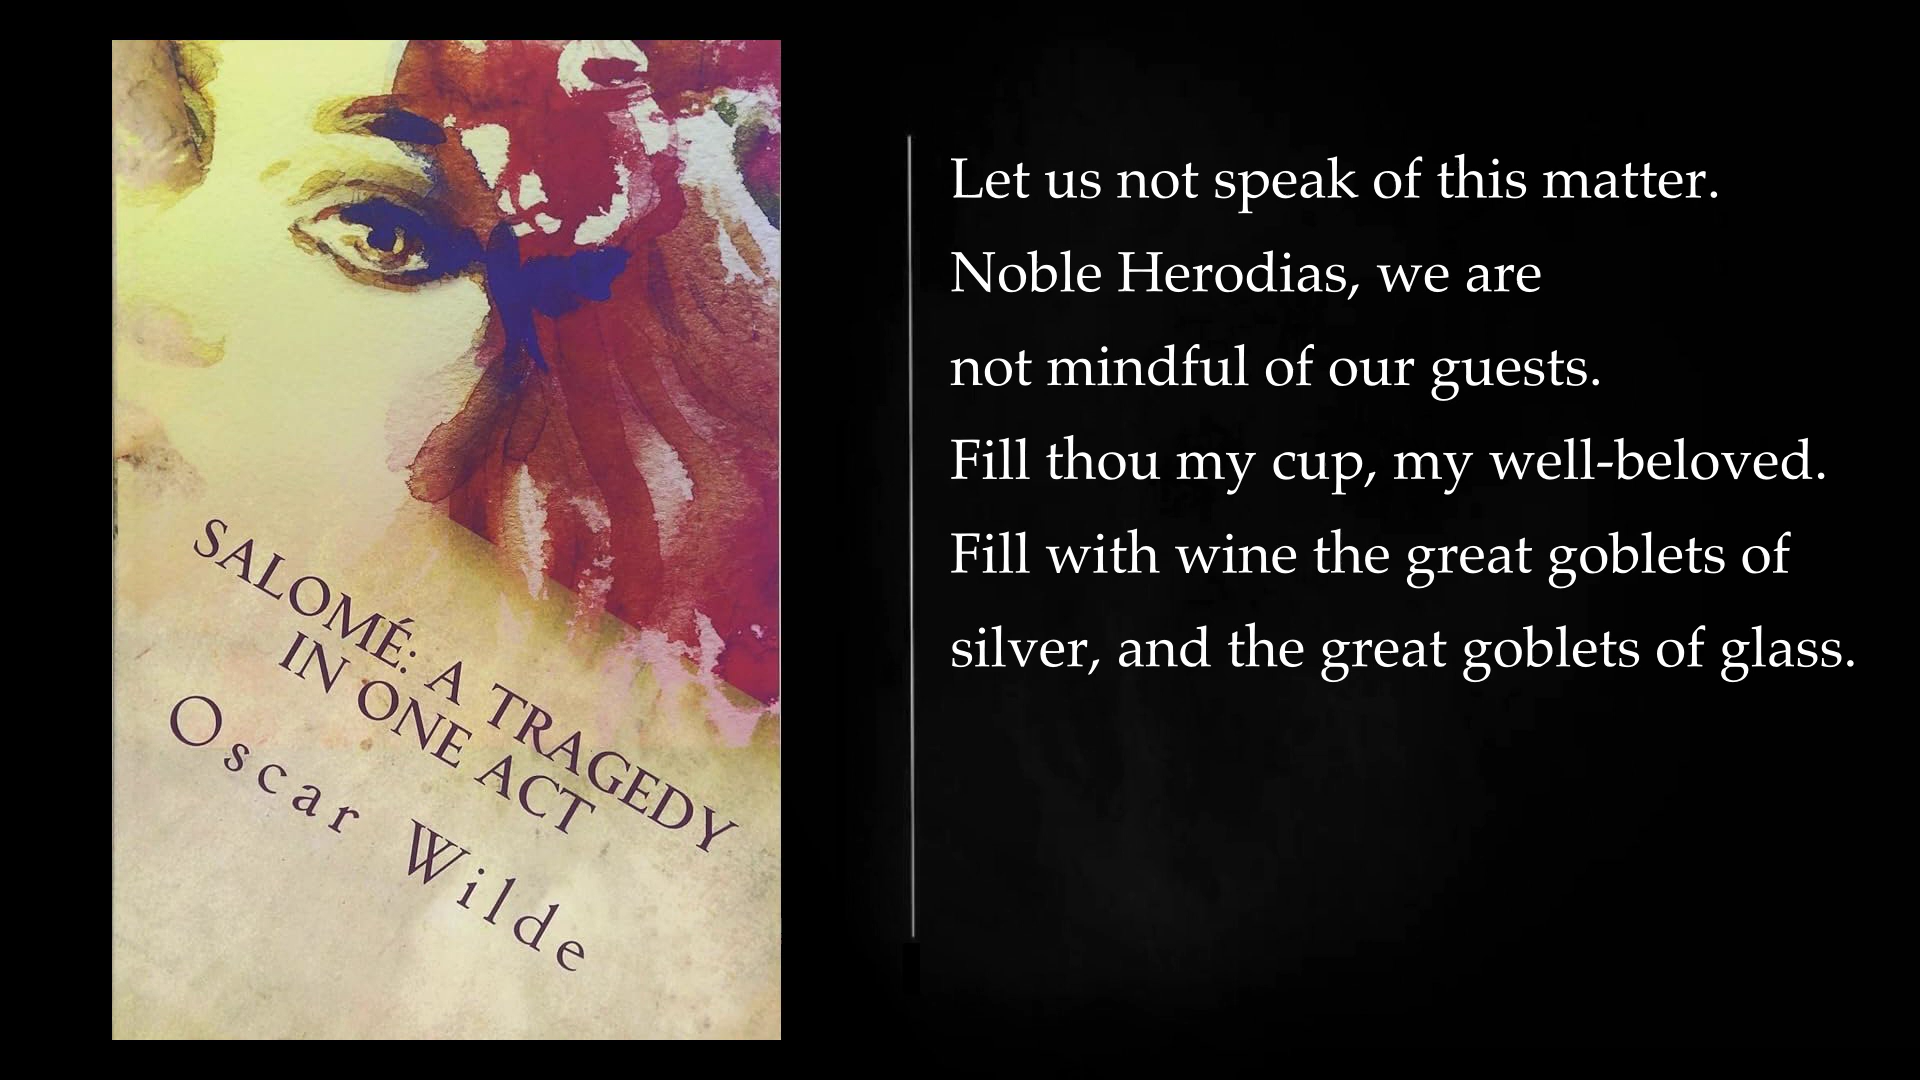 SALOMÉ: A TRAGEDY
IN ONE ACT
Oscar Wilde
Let us not speak of this matter.
Noble Herodias, we are
not mindful of our guests.
Fill thou my cup, my well-beloved.
Fill with wine the great goblets of
silver, and the great goblets of glass.